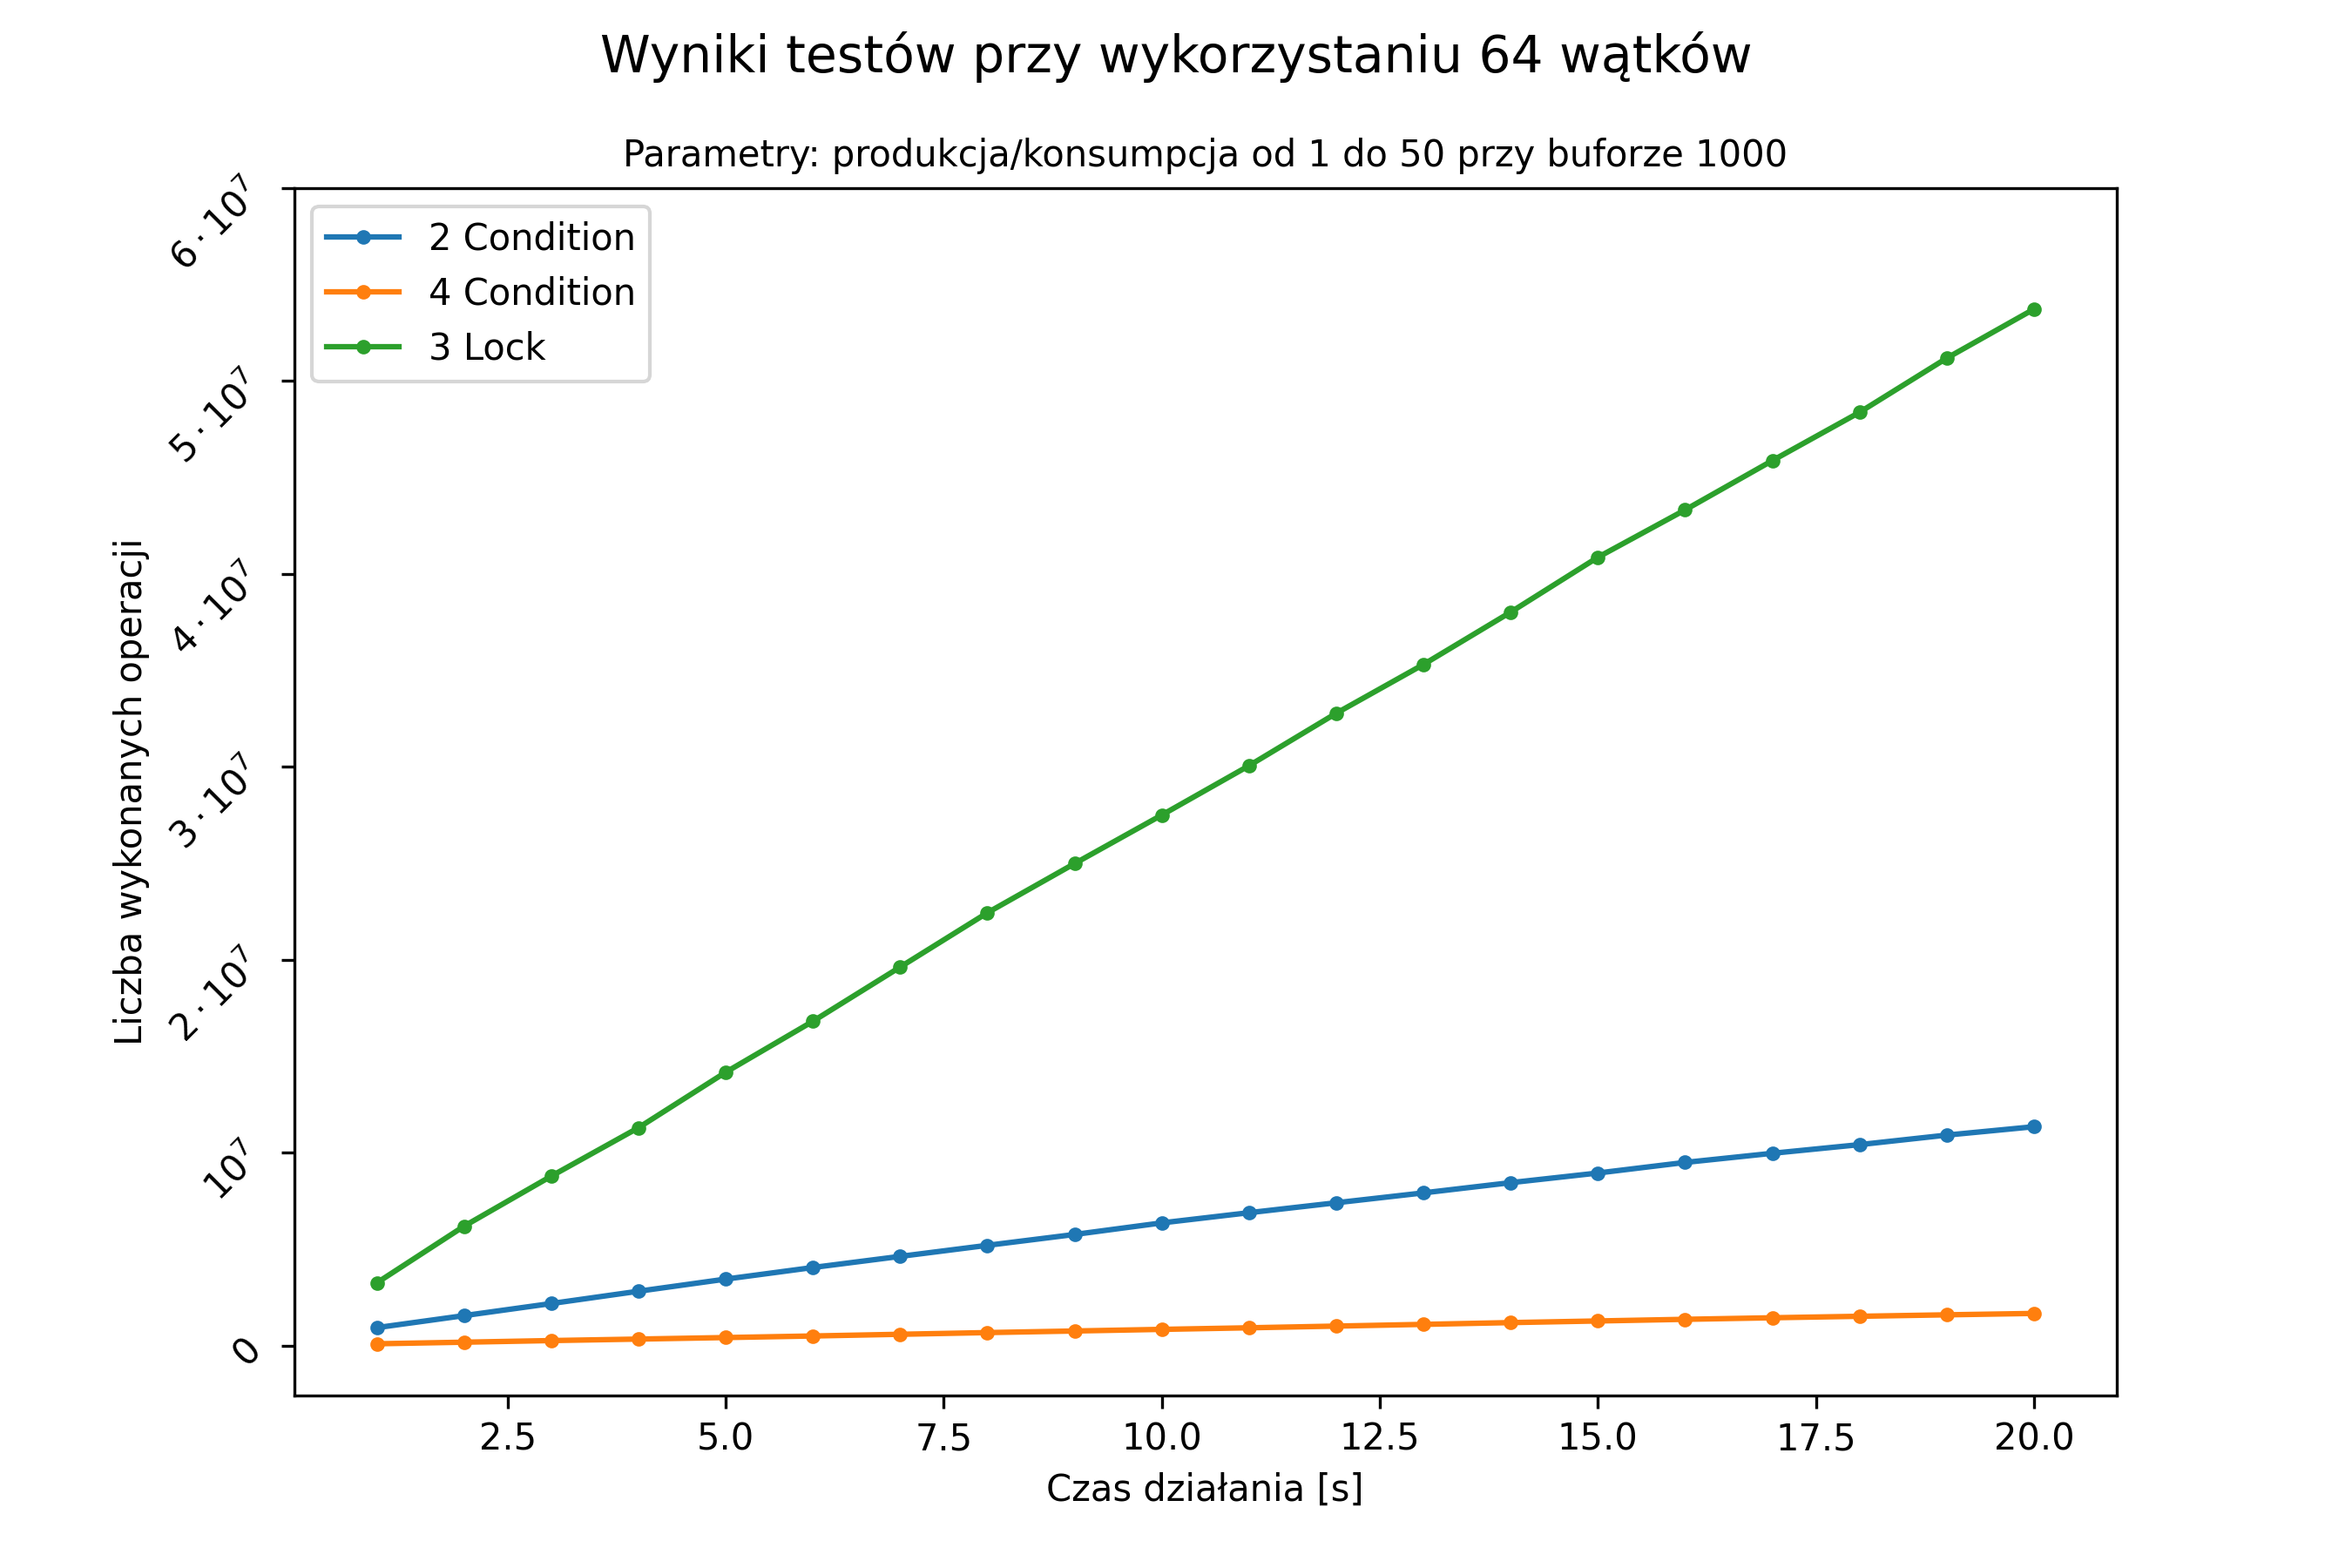 Wyniki testów przy wykorzystaniu 64 wątków
Parametry: produkcja/konsumpcja od 1 do 50 przy buforze 1000
2 Condition
4 Condition
3 Lock
6·10⁷
5·10⁷
4·10⁷
3·10⁷
2·10⁷
10⁷
0
Liczba wykonanych operacji
2.5 5.0 7.5 10.0 12.5 15.0 17.5 20.0
Czas działania [s]